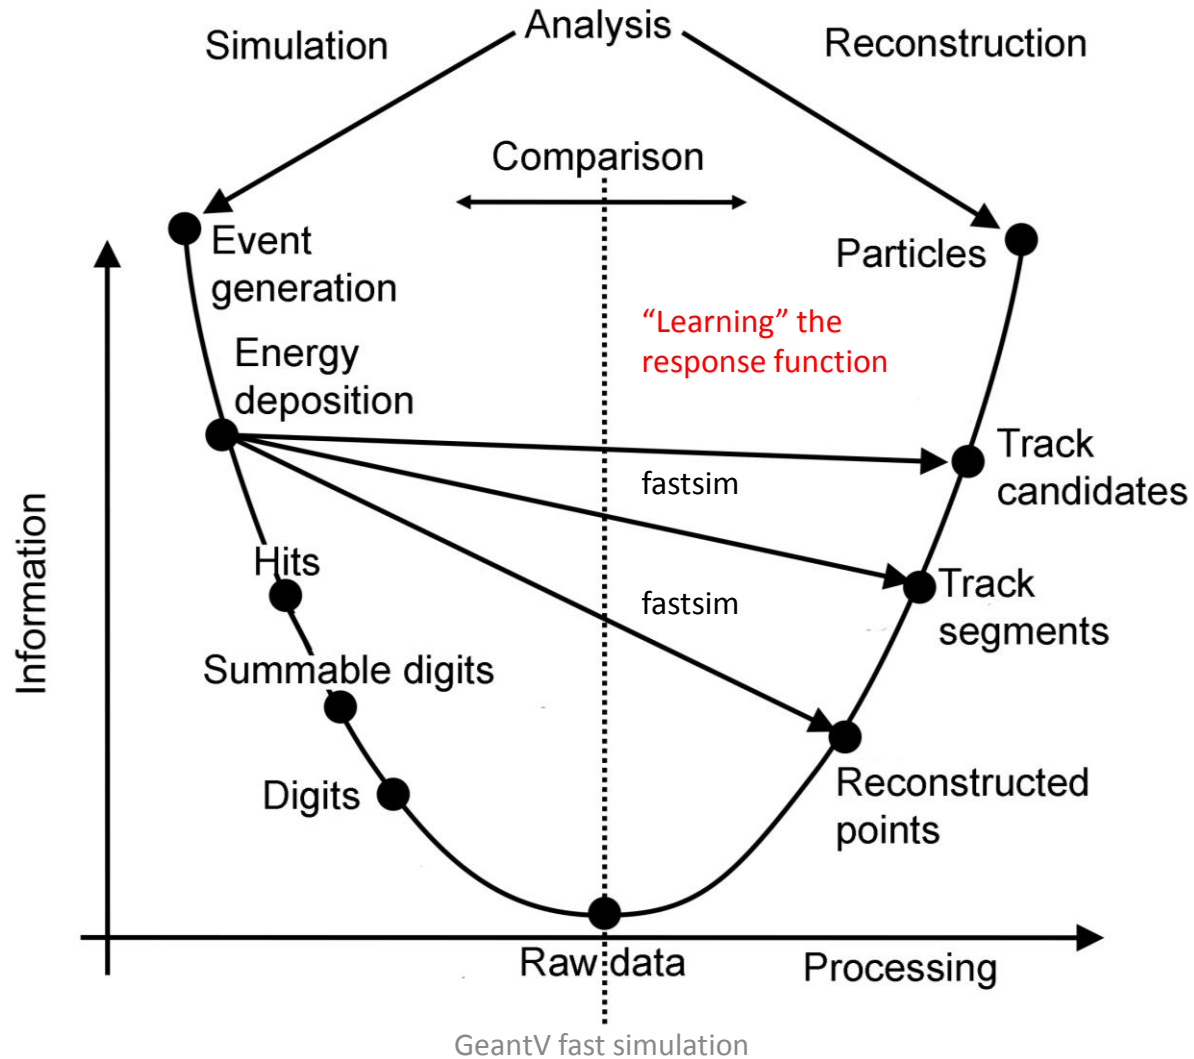 Simulation
Analysis
Reconstruction
Comparison
Event
generation
Particles
“Learning” the
response function
Energy
deposition
Track
candidates
fastsim
Information
Hits
Track
segments
fastsim
Summable digits
Digits
Reconstructed
points
Raw data
Processing
GeantV fast simulation